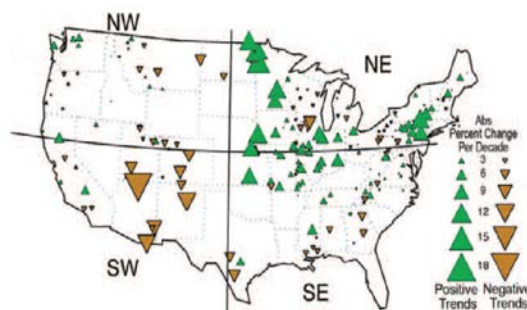 NW
NE
Abs
Percent Change
Per Decade
3
6
9
12
15
18
SW
SE
Positive Negative
Trends Trends